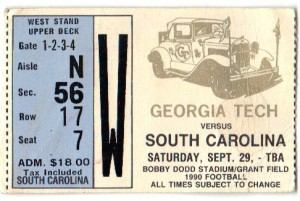 WEST STAND
UPPER DECK
Gate 1-2-3-4
Aisle N
Sec. 56
Row 17
Seat 7
ADM. $18.00
Tax Included
SOUTH CAROLINA
W
GEORGIA TECH
VERSUS
SOUTH CAROLINA
SATURDAY, SEPT. 29, - TBA
BOBBY DODD STADIUM/GRANT FIELD
1990 FOOTBALL
ALL TIMES SUBJECT TO CHANGE